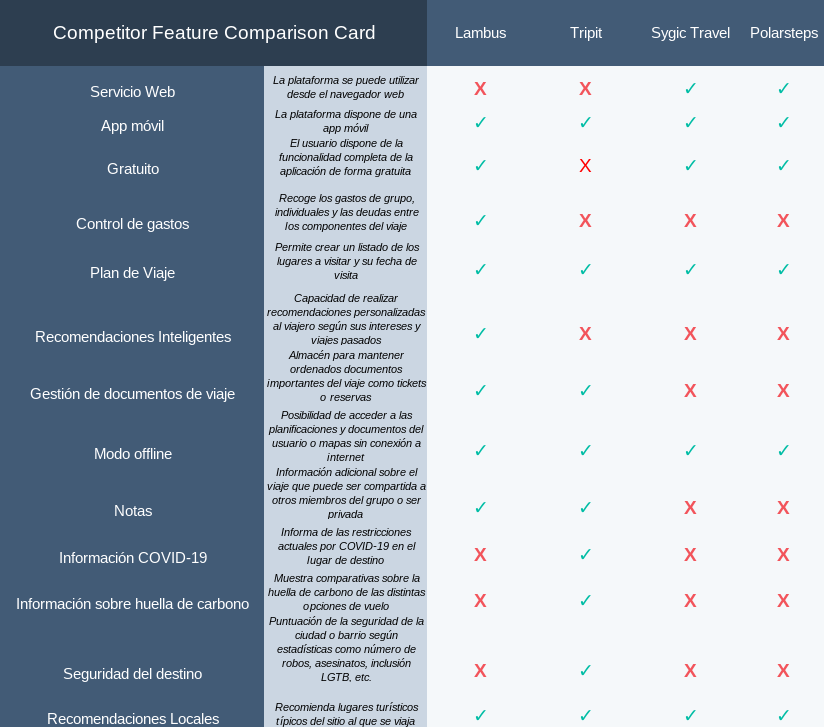 Competitor Feature Comparison Card Lambus Tripit Sygic Travel Polarsteps
Servicio Web
La plataforma se puede utilizar
desde el navegador web
X X ✓ ✓
App móvil
La plataforma dispone de una
app móvil
✓ ✓ ✓ ✓
Gratuito
El usuario dispone de la
funcionalidad completa de la
aplicación de forma gratuita
✓ X ✓ ✓
Control de gastos
Recoge los gastos de grupo,
individuales y las deudas entre
los componentes del viaje
✓ X X X
Plan de Viaje
Permite crear un listado de los
lugares a visitar y su fecha de
visita
✓ ✓ ✓ ✓
Recomendaciones Inteligentes
Capacidad de realizar
recomendaciones personalizadas
al viajero según sus intereses y
viajes pasados
✓ X X X
Gestión de documentos de viaje
Almacén para mantener
ordenados documentos
importantes del viaje como tickets
o reservas
✓ ✓ X X
Modo offline
Posibilidad de acceder a las
planificaciones y documentos del
usuario o mapas sin conexión a
internet
✓ ✓ ✓ ✓
Notas
Información adicional sobre el
viaje que puede ser compartida a
otros miembros del grupo o ser
privada
✓ ✓ X X
Información COVID-19
Informa de las restricciones
actuales por COVID-19 en el
lugar de destino
X ✓ X X
Información sobre huella de carbono
Muestra comparativas sobre la
huella de carbono de las distintas
opciones de vuelo
X ✓ X X
Seguridad del destino
Puntuación de la seguridad de la
ciudad o barrio según
estadísticas como número de
robos, asesinatos, inclusión
LGTB, etc.
X ✓ X X
Recomendaciones Locales
Recomienda lugares turísticos
típicos del sitio al que se viaja
✓ ✓ ✓ ✓